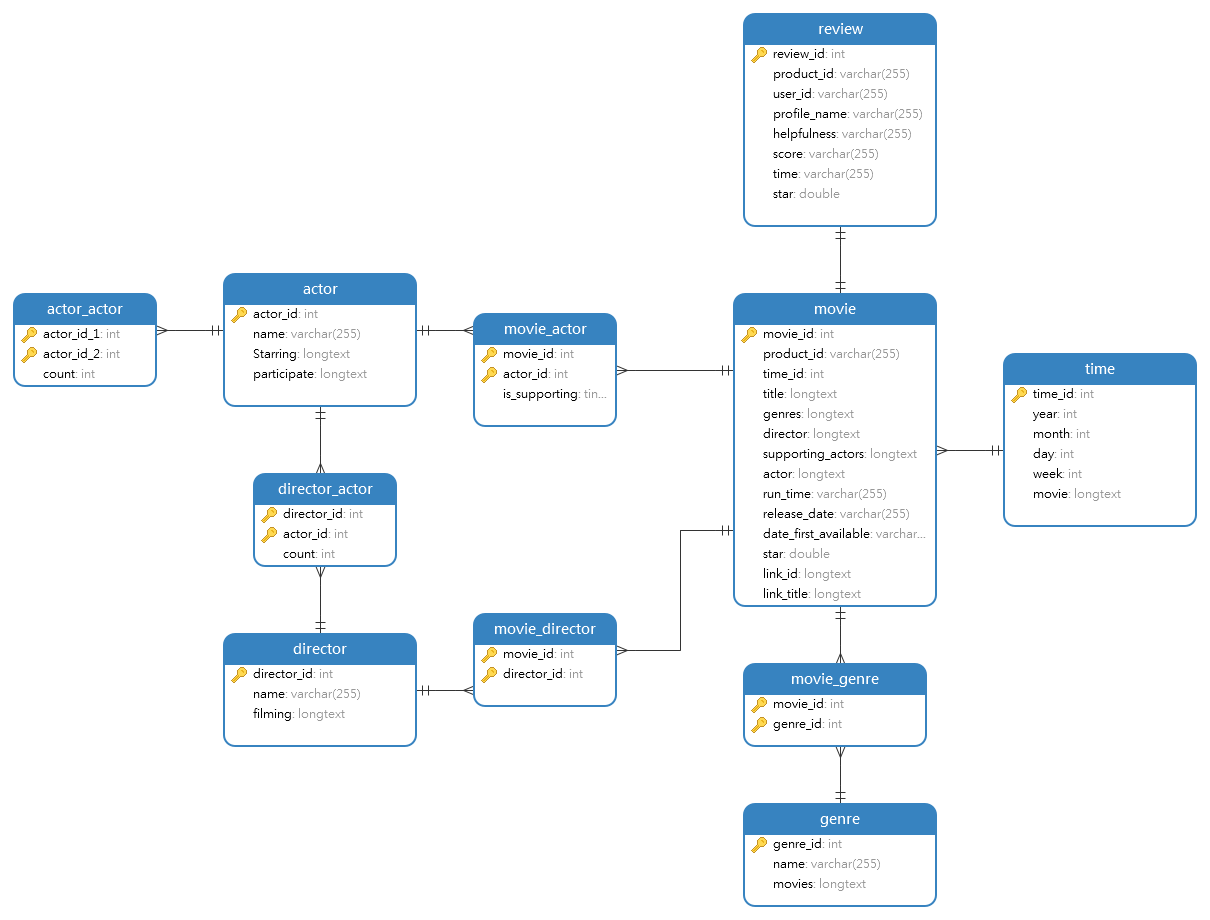 review
review_id: int
product_id: varchar(255)
user_id: varchar(255)
profile_name: varchar(255)
helpfulness: varchar(255)
score: varchar(255)
time: varchar(255)
star: double
actor_actor
actor_id_1: int
actor_id_2: int
count: int
actor
actor_id: int
name: varchar(255)
Starring: longtext
participate: longtext
movie_actor
movie_id: int
actor_id: int
is_supporting: tin...
movie
movie_id: int
product_id: varchar(255)
time_id: int
title: longtext
genres: longtext
director: longtext
supporting_actors: longtext
actor: longtext
run_time: varchar(255)
release_date: varchar(255)
date_first_available: varchar...
star: double
link_id: longtext
link_title: longtext
time
time_id: int
year: int
month: int
day: int
week: int
movie: longtext
director_actor
director_id: int
actor_id: int
count: int
director
director_id: int
name: varchar(255)
filming: longtext
movie_director
movie_id: int
director_id: int
movie_genre
movie_id: int
genre_id: int
genre
genre_id: int
name: varchar(255)
movies: longtext